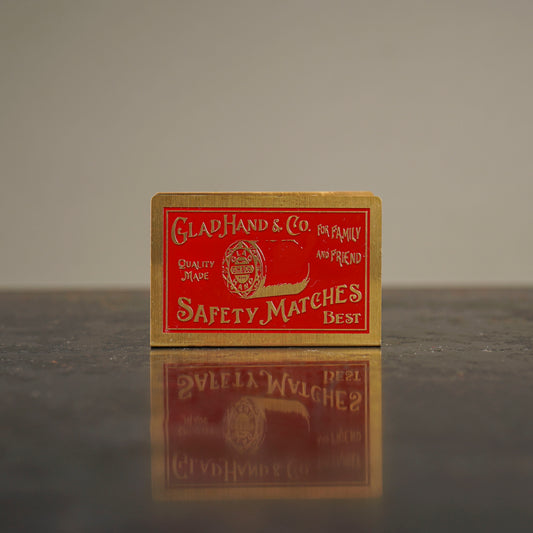 GLAD HAND & CO.
FOR FAMILY
AND FRIEND
QUALITY
MADE
SAFETY MATCHES
BEST